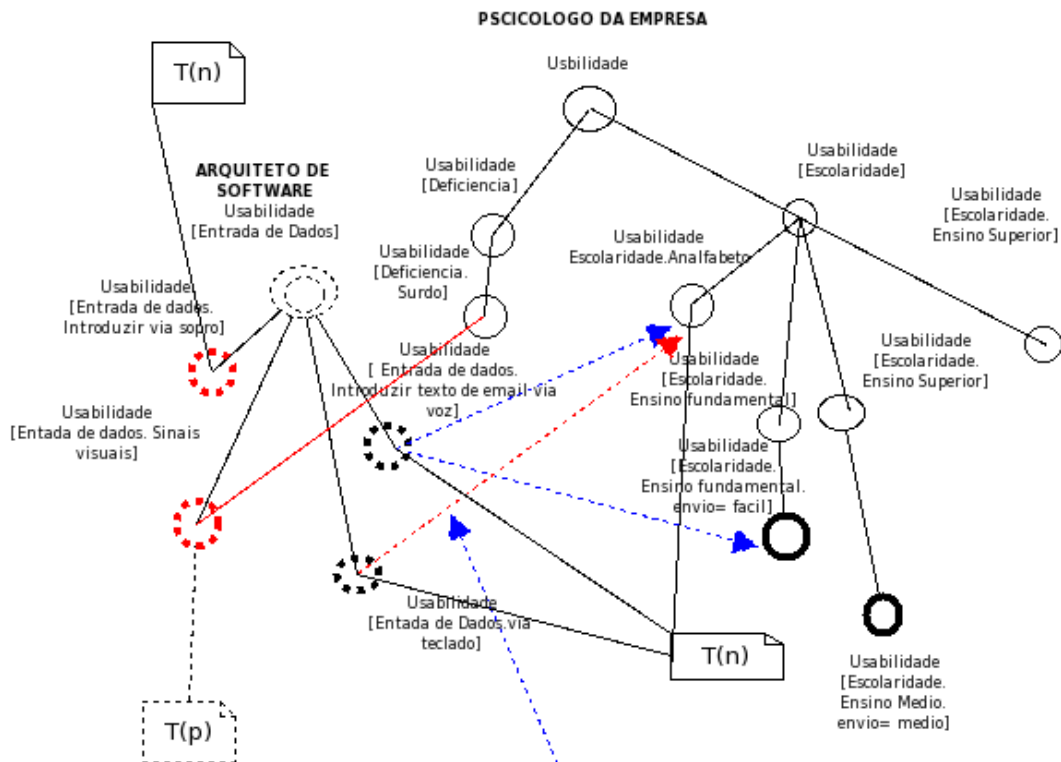 PSCICOLOGO DA EMPRESA
T(n)
Usbilidade
ARQUITETO DE
SOFTWARE
Usabilidade
[Entrada de Dados]
Usabilidade
[Deficiencia]
Usabilidade
[Escolaridade]
Usabilidade
[Escolaridade.
Ensino Superior]
Usabilidade
Escolaridade.Analfabeto
Usabilidade
[Deficiencia.
Surdo]
Usabilidade
[Entrada de dados.
Introduzir via sopro]
Usabilidade
[ Entrada de dados.
Introduzir texto de email via
voz]
Usabilidade
[Escolaridade.
Ensino fundamental]
Usabilidade
[Escolaridade.
Ensino Superior]
Usabilidade
[Entada de dados. Sinais
visuais]
Usabilidade
[Escolaridade.
Ensino fundamental.
envio= facil]
Usabilidade
[Entada de Dados.via
teclado]
T(n)
Usabilidade
[Escolaridade.
Ensino Medio.
envio= medio]
T(p)